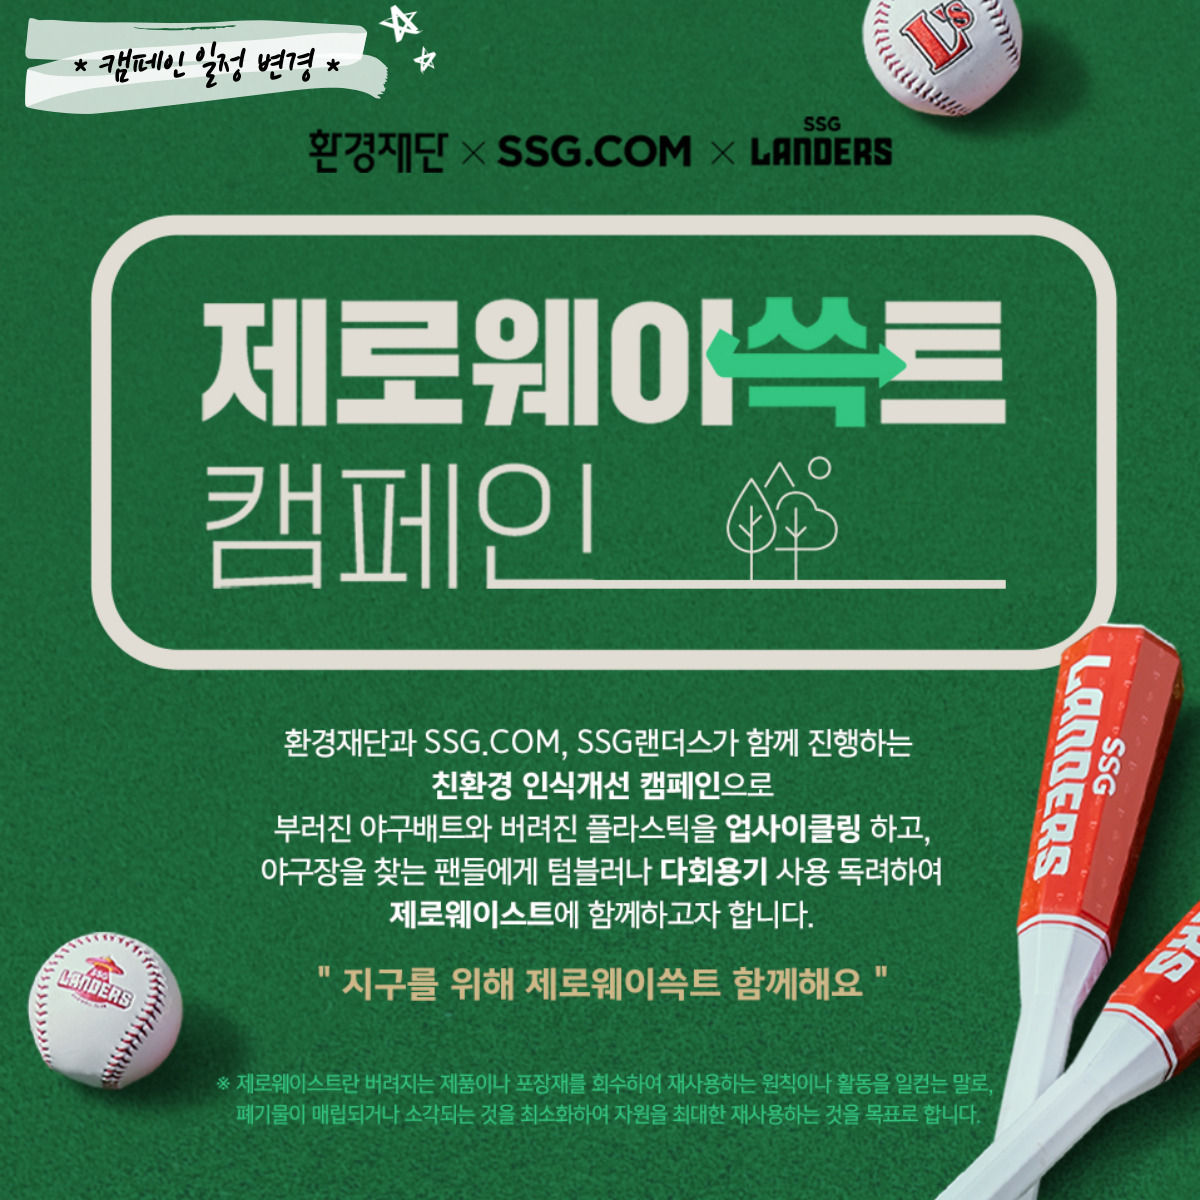 * 캠페인 일정 변경 *
L's
환경재단 × SSG.COM × SSG LANDERS
제로웨이쓱트
캠페인
환경재단과 SSG.COM, SSG랜더스가 함께 진행하는
친환경 인식개선 캠페인으로
부러진 야구배트와 버려진 플라스틱을 업사이클링 하고,
야구장을 찾는 팬들에게 텀블러나 다회용기 사용 독려하여
제로웨이스트에 함께하고자 합니다.
" 지구를 위해 제로웨이쓱트 함께해요 "
※ 제로웨이스트란 버려지는 제품이나 포장재를 회수하여 재사용하는 원칙이나 활동을 일컫는 말로,
폐기물이 매립되거나 소각되는 것을 최소화하여 자원을 최대한 재사용하는 것을 목표로 합니다.
SSG
LANDERS
SSG
LANDERS
ERS